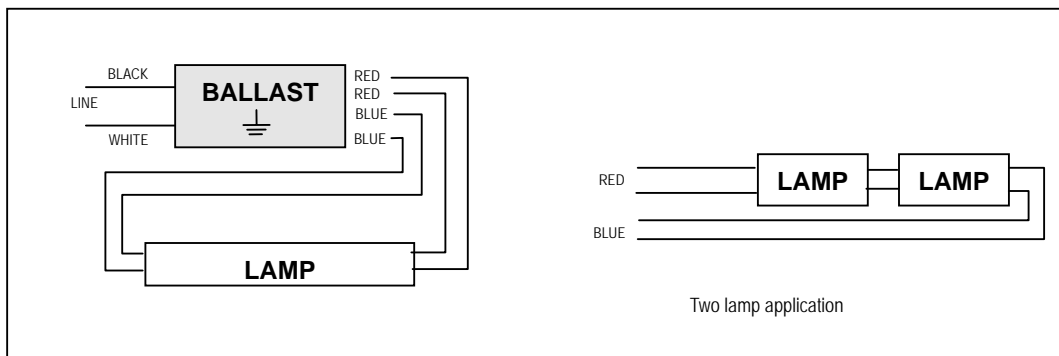 BLACK
LINE
WHITE
BALLAST
RED
RED
BLUE
BLUE
LAMP
RED
BLUE
LAMP LAMP
Two lamp application